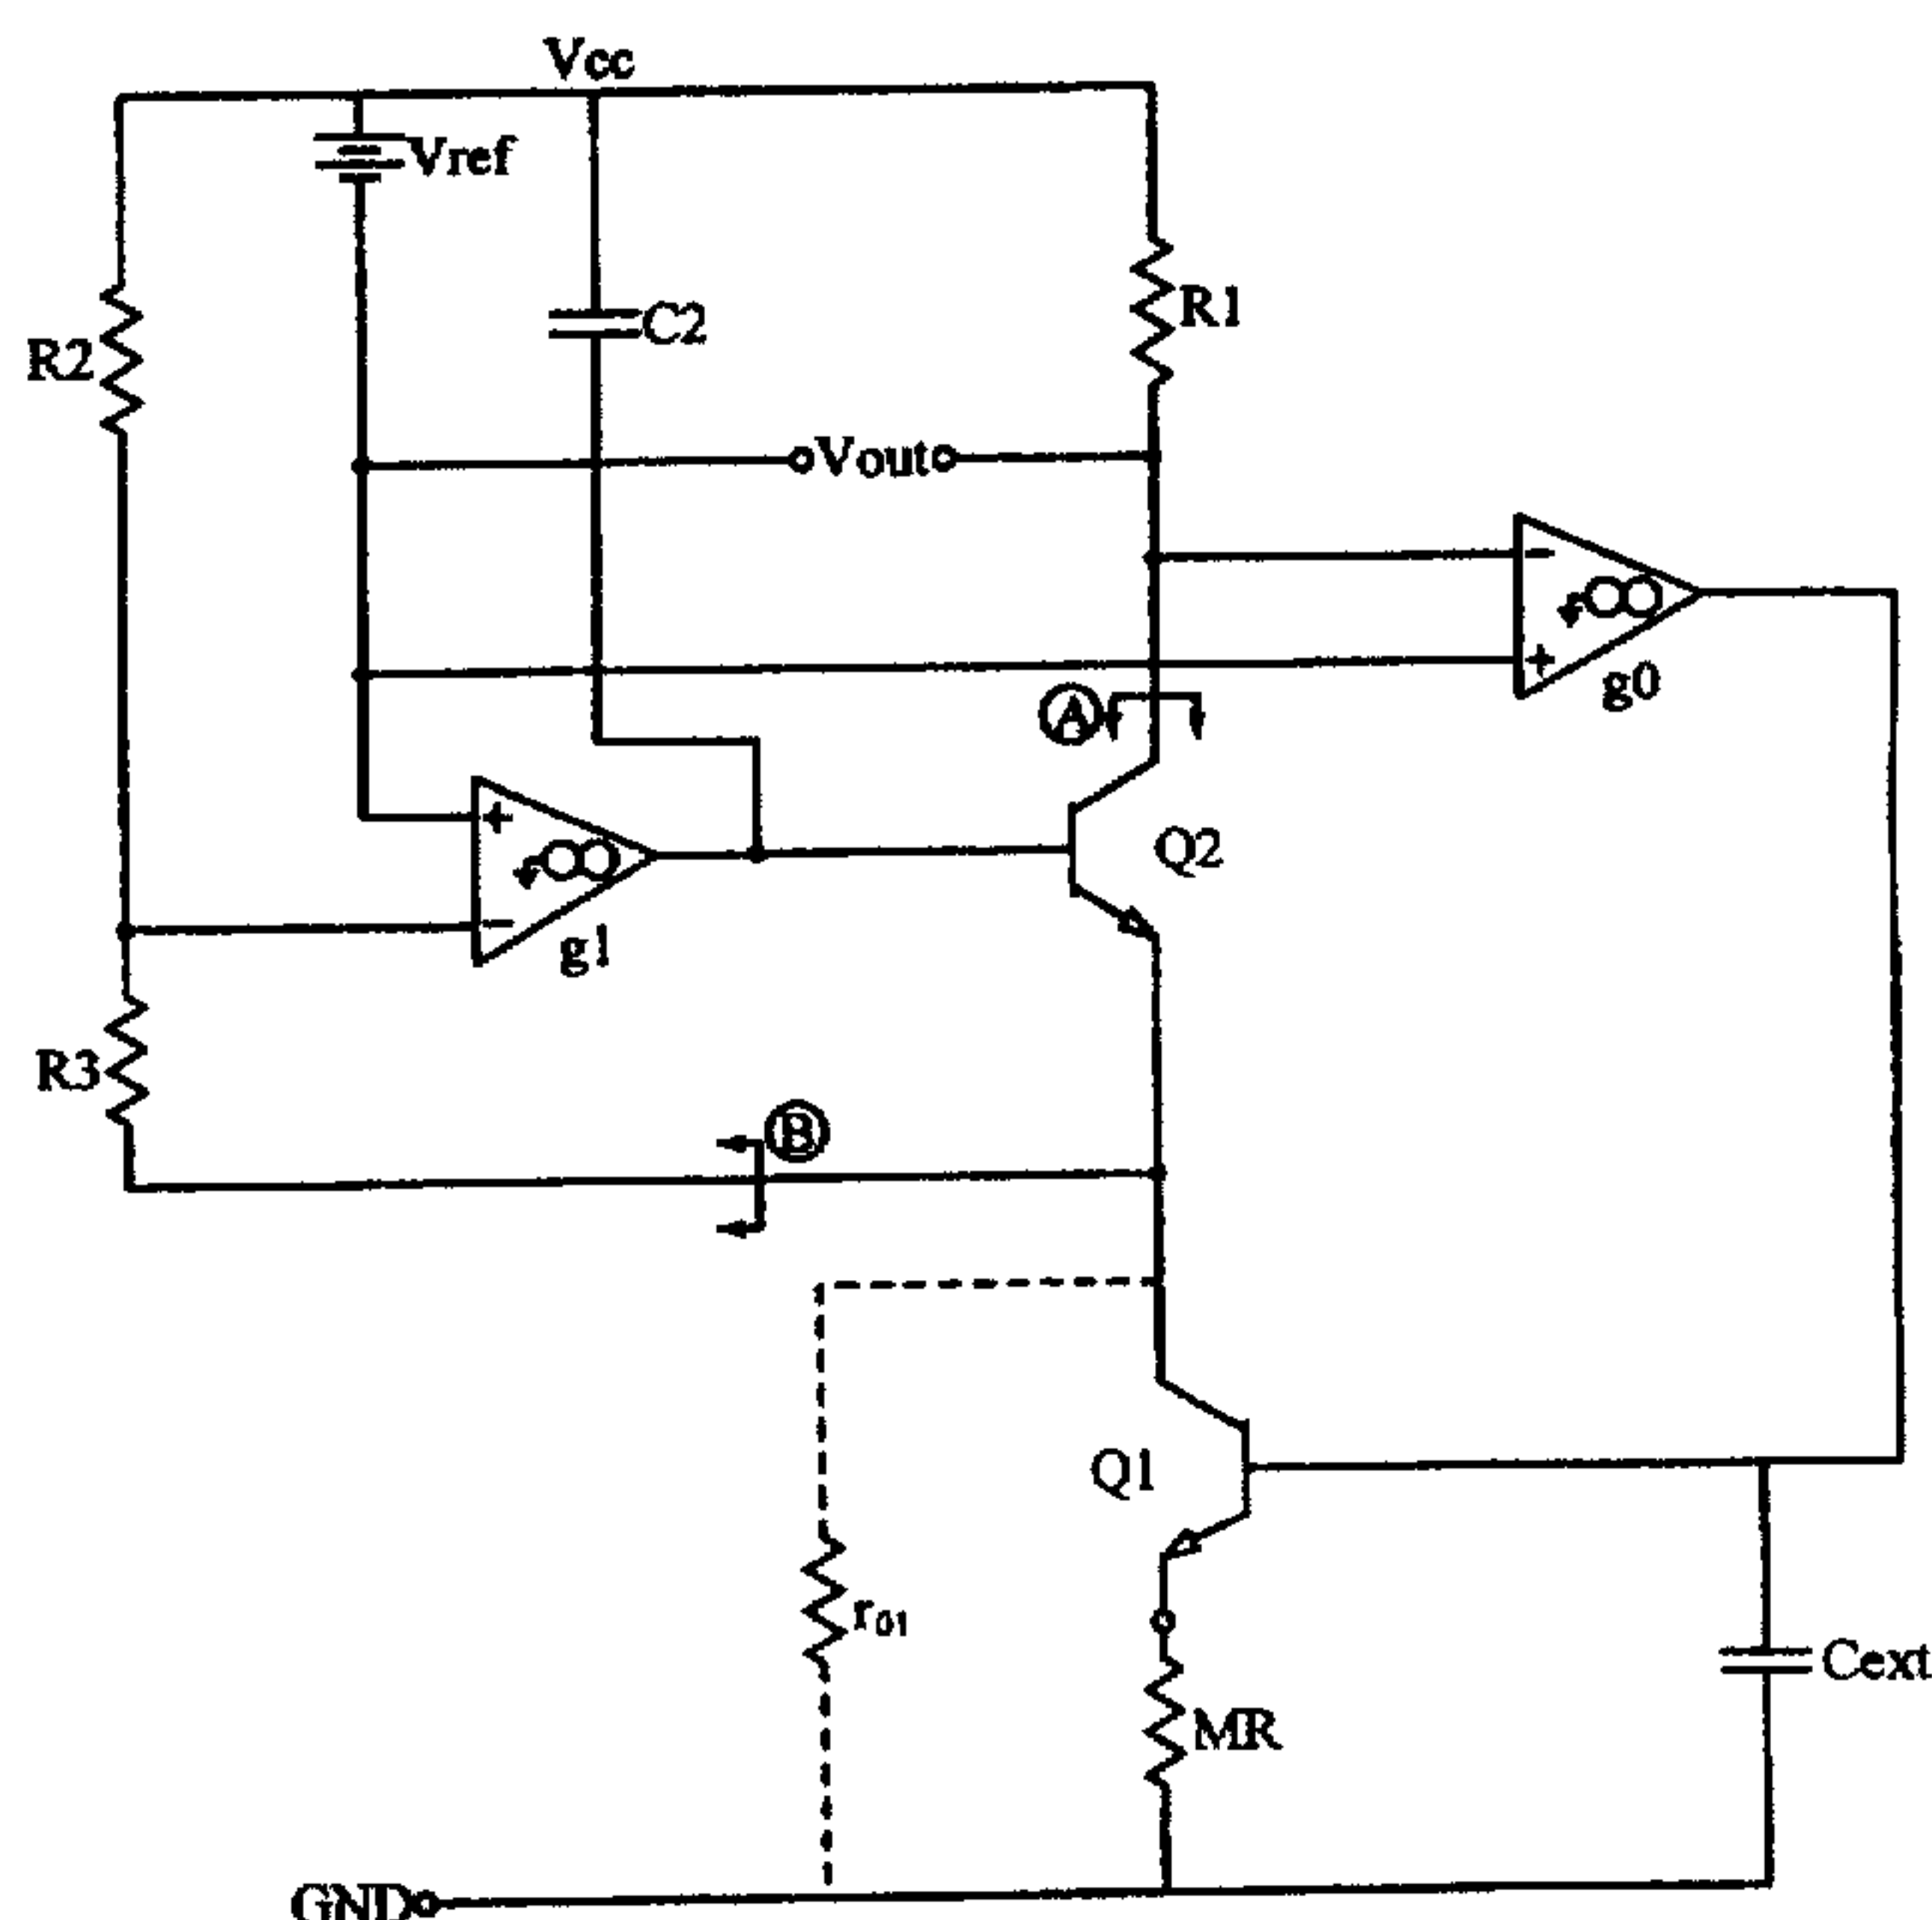 Vcc
Vref
R1
C2
R2
Vout
−
∞
+
g0
A
+
∞
−
g1
Q2
R3
B
Q1
r01
MR
Cext
GND